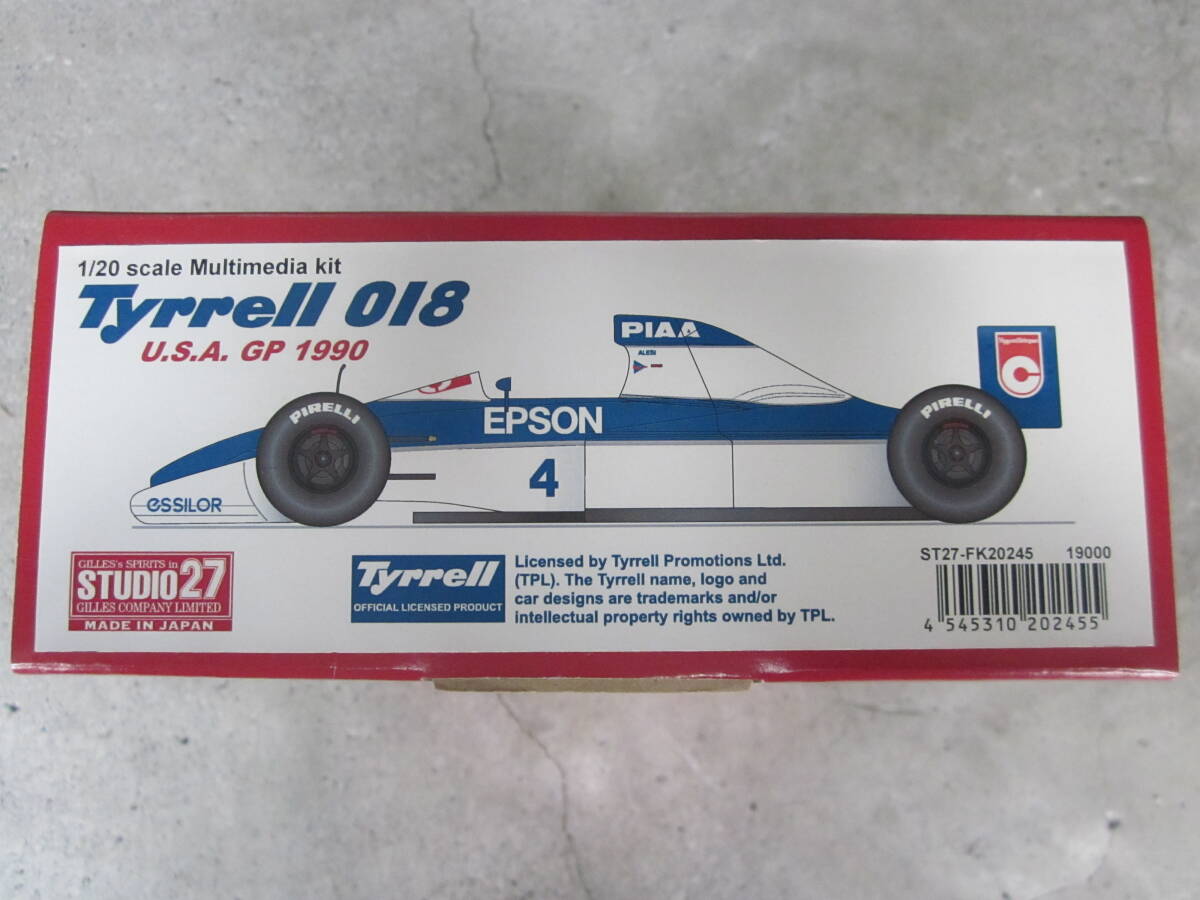 1/20 scale Multimedia kit
Tyrrell 018
U.S.A. GP 1990
PIAA
ALESI
C
PIRELLI
PIRELLI
EPSON
4
essilor
GILLES's SPIRITS in
STUDIO27
GILLES COMPANY LIMITED
MADE IN JAPAN
Tyrrell
OFFICIAL LICENSED PRODUCT
Licensed by Tyrrell Promotions Ltd.
(TPL). The Tyrrell name, logo and
car designs are trademarks and/or
intellectual property rights owned by TPL.
ST27-FK20245 19000
4 545310 202455